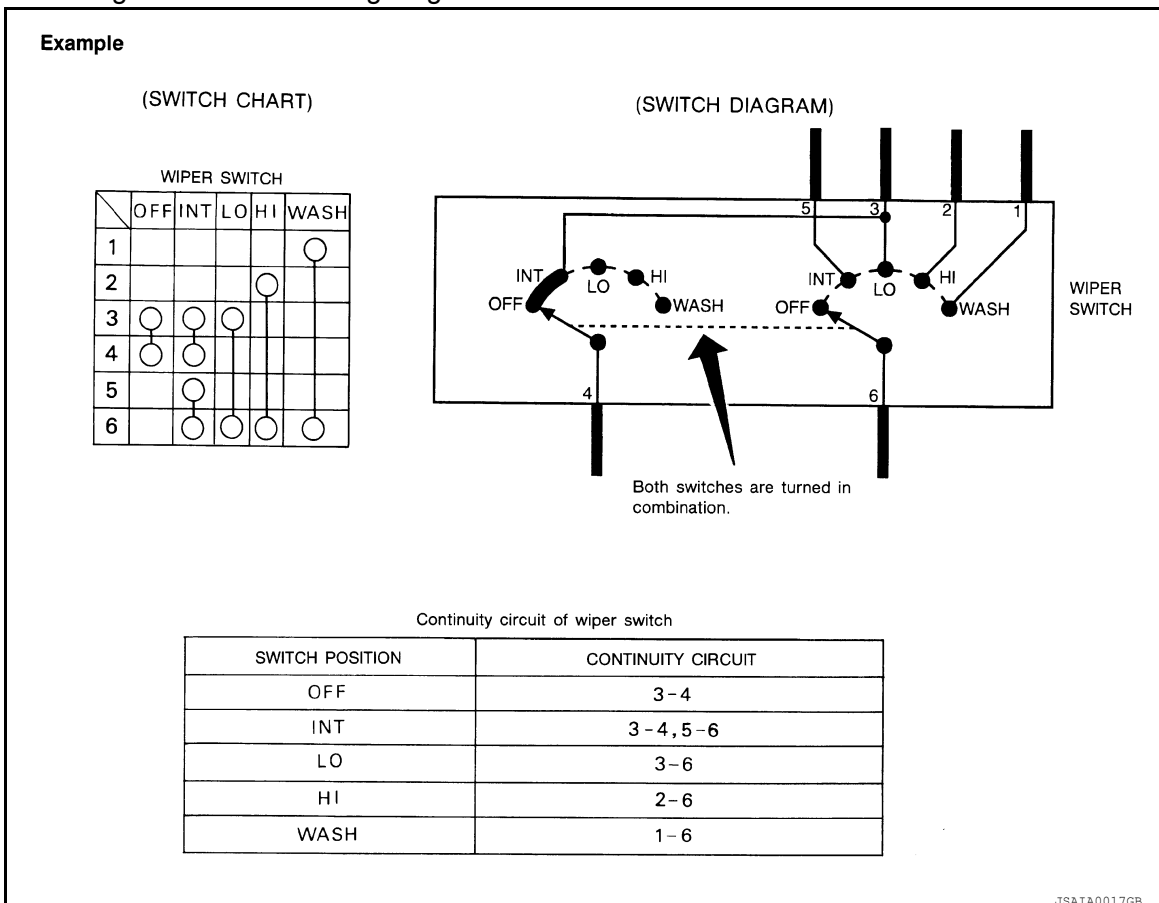 Example
(SWITCH CHART)
(SWITCH DIAGRAM)
WIPER SWITCH
OFF INT LO HI WASH
1
2
3
4
5
6
5 3 2 1
INT LO HI
OFF WASH
INT LO HI
OFF WASH
WIPER
SWITCH
4 6
Both switches are turned in
combination.
Continuity circuit of wiper switch
SWITCH POSITION CONTINUITY CIRCUIT
OFF 3-4
INT 3-4, 5-6
LO 3-6
HI 2-6
WASH 1-6
JSAIA0017GB